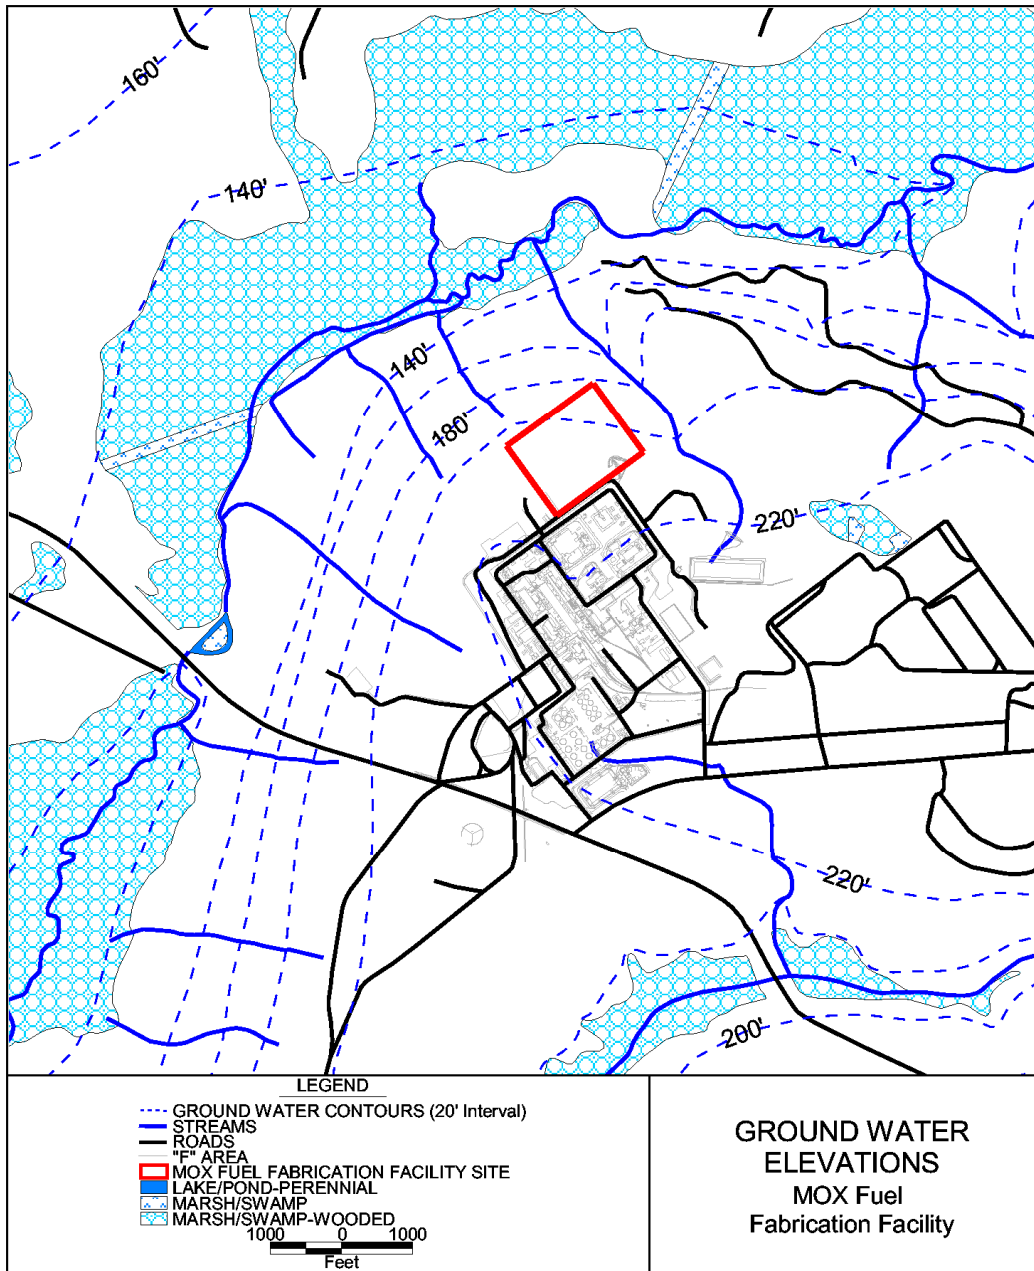 160'
140'
140'
180'
220'
220'
200'
LEGEND
GROUND WATER CONTOURS (20' Interval)
STREAMS
ROADS
"F" AREA
MOX FUEL FABRICATION FACILITY SITE
LAKE/POND-PERENNIAL
MARSH/SWAMP
MARSH/SWAMP-WOODED
1000 0 1000
Feet
GROUND WATER
ELEVATIONS
MOX Fuel
Fabrication Facility